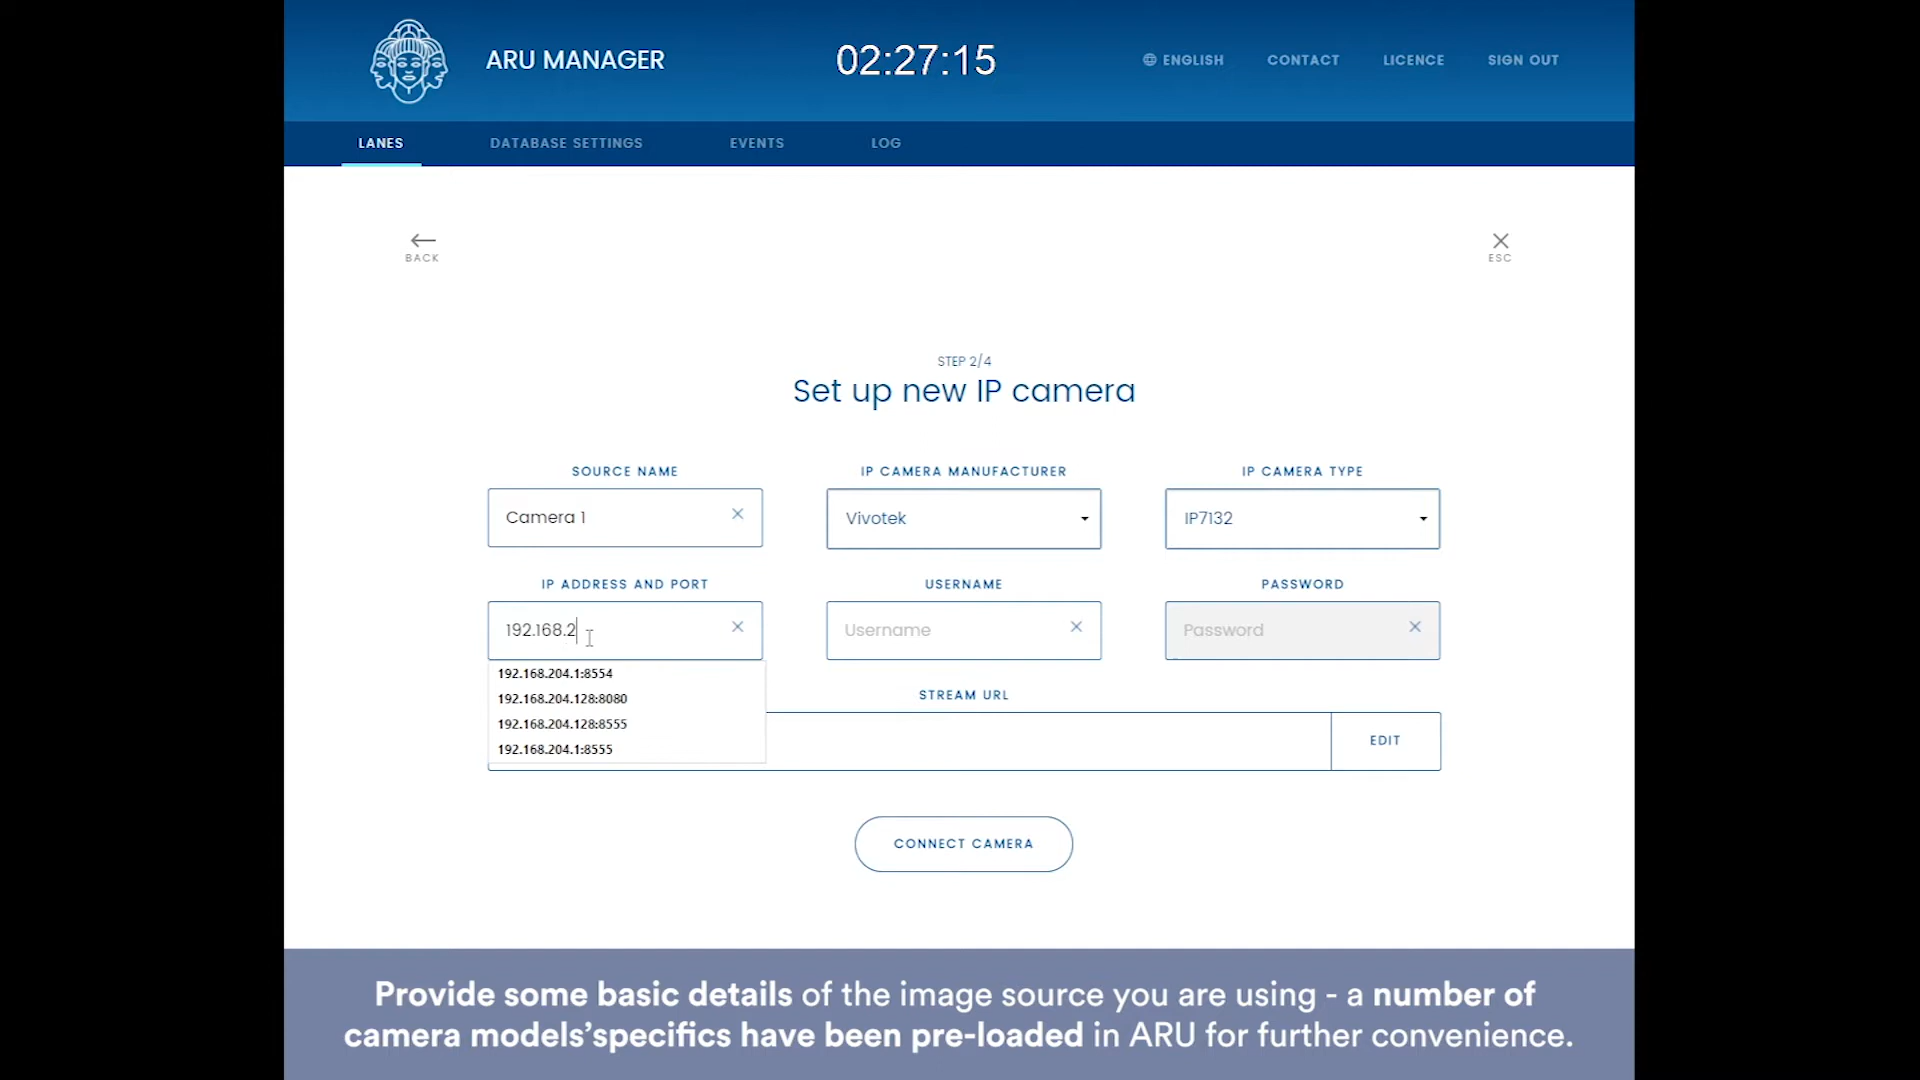 ARU MANAGER
02:27:15
ENGLISH
CONTACT
LICENCE
SIGN OUT
LANES
DATABASE SETTINGS
EVENTS
LOG
BACK
ESC
STEP 2/4
Set up new IP camera
SOURCE NAME
IP CAMERA MANUFACTURER
IP CAMERA TYPE
Camera 1
Vivotek
IP7132
IP ADDRESS AND PORT
USERNAME
PASSWORD
192.168.2
Username
Password
192.168.204.1:8554
192.168.204.128:8080
192.168.204.128:8555
192.168.204.1:8555
STREAM URL
EDIT
CONNECT CAMERA
Provide some basic details of the image source you are using - a number of
camera models’specifics have been pre-loaded in ARU for further convenience.